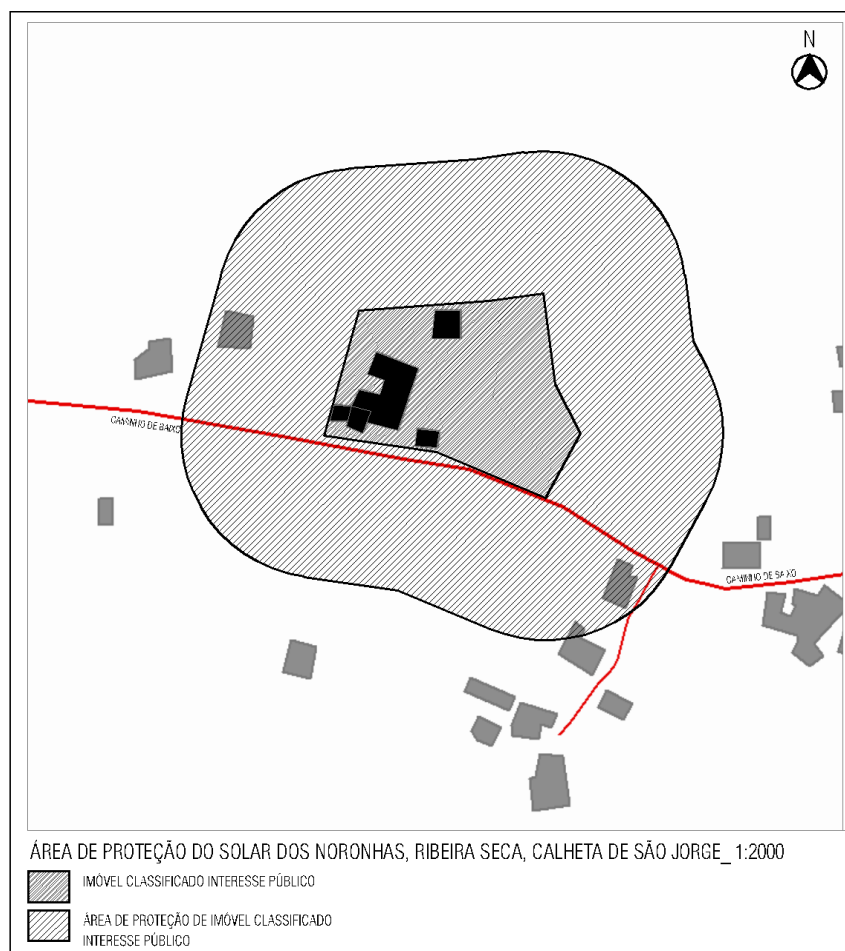 N
CAMINHO DE BAIXO
CAMINHO DE BAIXO
ÁREA DE PROTEÇÃO DO SOLAR DOS NORONHAS, RIBEIRA SECA, CALHETA DE SÃO JORGE_ 1:2000
IMÓVEL CLASSIFICADO INTERESSE PÚBLICO
ÁREA DE PROTEÇÃO DE IMÓVEL CLASSIFICADO
INTERESSE PÚBLICO